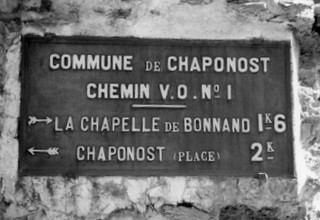 COMMUNE DE CHAPONOST
CHEMIN V.O. No 1
LA CHAPELLE DE BONNAND 1K6
CHAPONOST (PLACE) 2K